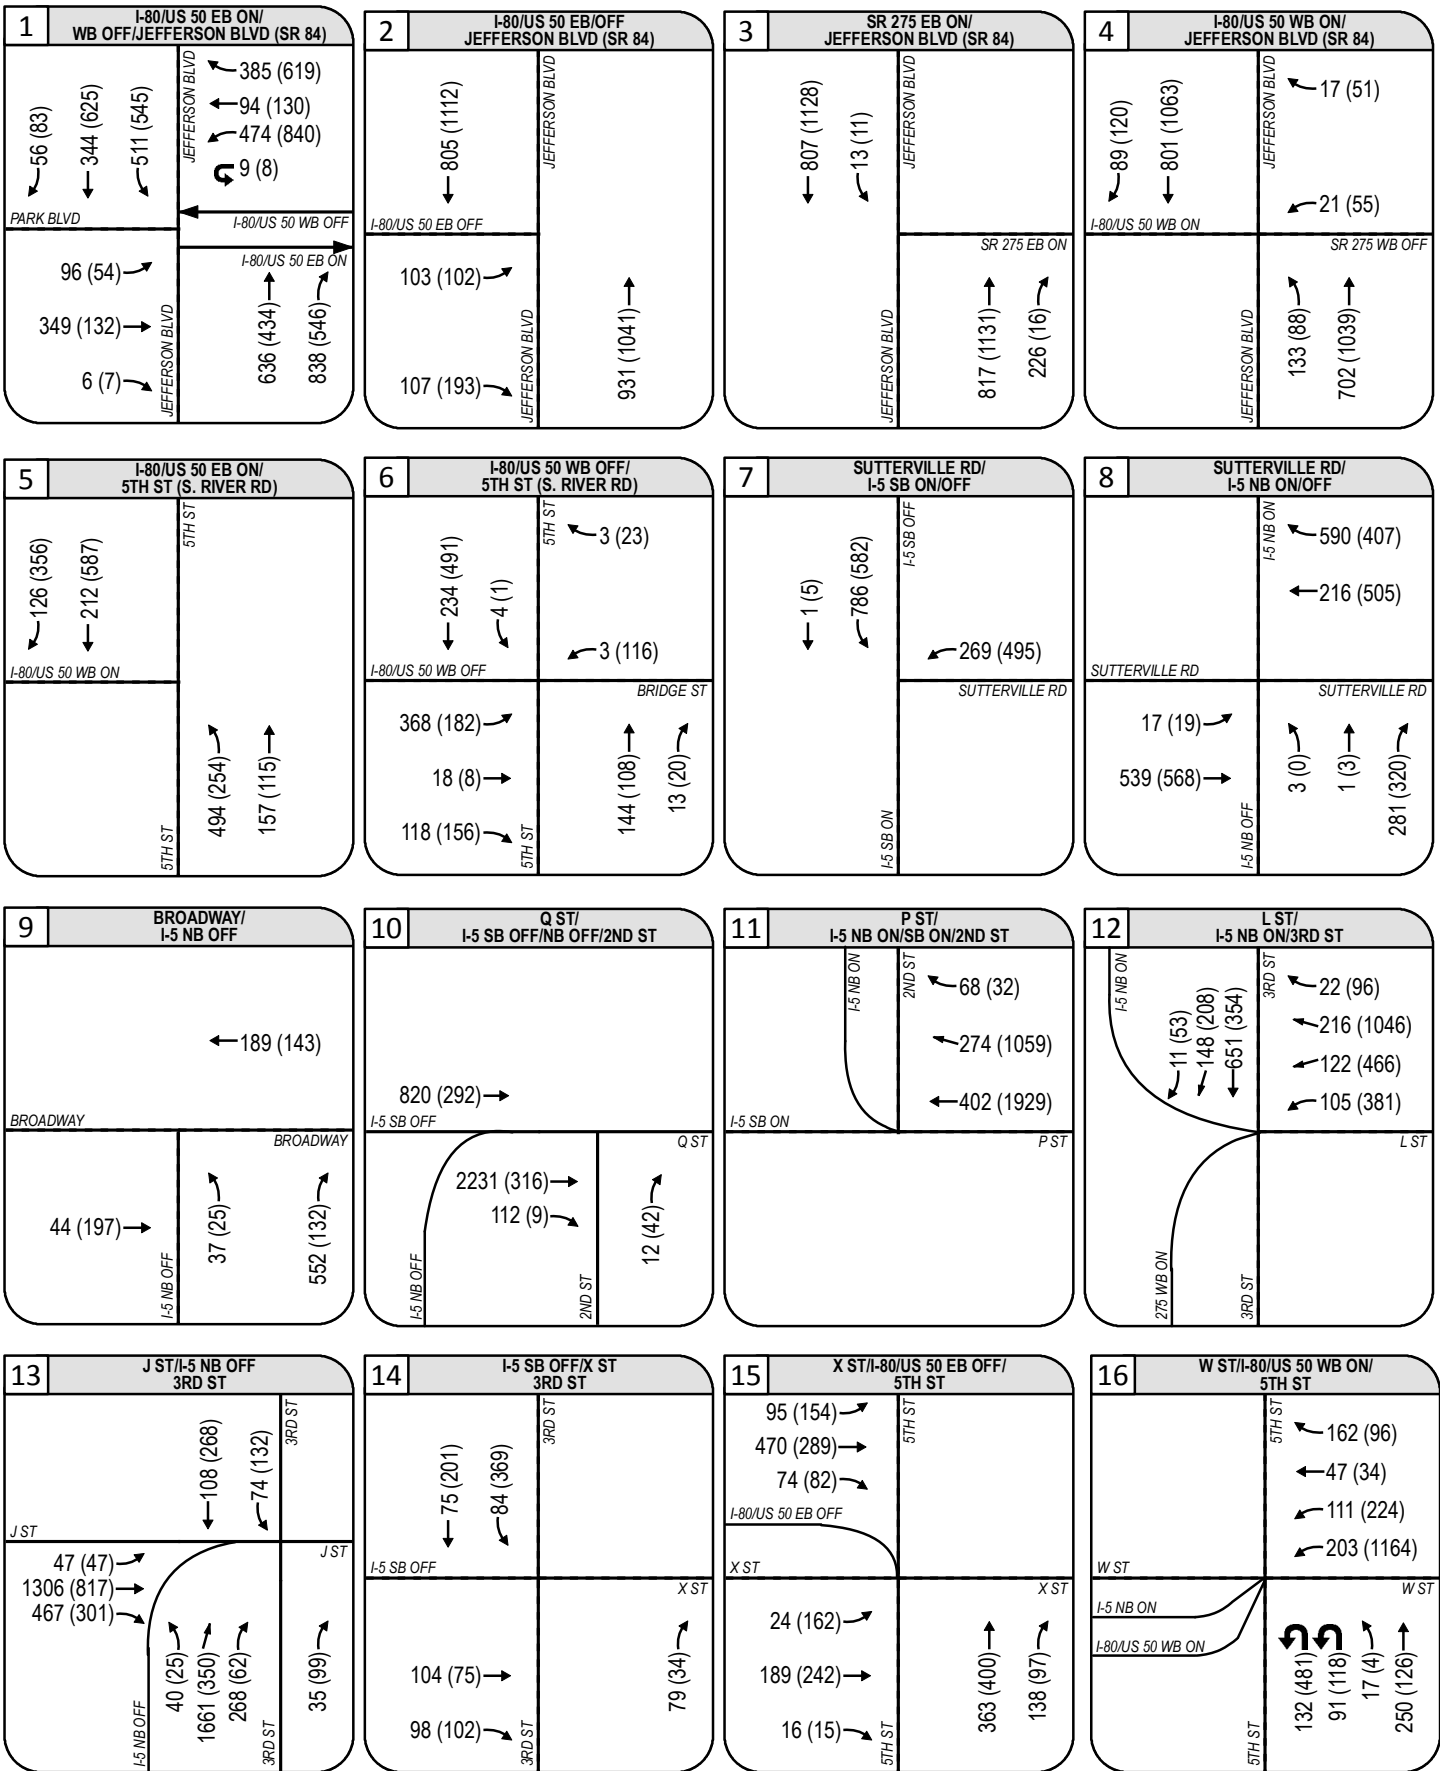 1
I-80/US 50 EB ON/
WB OFF/JEFFERSON BLVD (SR 84)
56 (83)
344 (625)
511 (545)
JEFFERSON BLVD
385 (619)
94 (130)
474 (840)
9 (8)
PARK BLVD
I-80/US 50 WB OFF
I-80/US 50 EB ON
96 (54)
349 (132)
6 (7)
JEFFERSON BLVD
636 (434)
838 (546)
2
I-80/US 50 EB/OFF
JEFFERSON BLVD (SR 84)
805 (1112)
JEFFERSON BLVD
I-80/US 50 EB OFF
103 (102)
107 (193)
JEFFERSON BLVD
931 (1041)
3
SR 275 EB ON/
JEFFERSON BLVD (SR 84)
807 (1128)
13 (11)
JEFFERSON BLVD
SR 275 EB ON
JEFFERSON BLVD
817 (1131)
226 (16)
4
I-80/US 50 WB ON/
JEFFERSON BLVD (SR 84)
89 (120)
801 (1063)
JEFFERSON BLVD
17 (51)
21 (55)
I-80/US 50 WB ON
SR 275 WB OFF
JEFFERSON BLVD
133 (88)
702 (1039)
5
I-80/US 50 EB ON/
5TH ST (S. RIVER RD)
126 (356)
212 (587)
5TH ST
I-80/US 50 WB ON
5TH ST
494 (254)
157 (115)
6
I-80/US 50 WB OFF/
5TH ST (S. RIVER RD)
234 (491)
4 (1)
5TH ST
3 (23)
3 (116)
I-80/US 50 WB OFF
BRIDGE ST
368 (182)
18 (8)
118 (156)
5TH ST
144 (108)
13 (20)
7
SUTTERVILLE RD/
I-5 SB ON/OFF
1 (5)
786 (582)
I-5 SB OFF
269 (495)
SUTTERVILLE RD
I-5 SB ON
8
SUTTERVILLE RD/
I-5 NB ON/OFF
I-5 NB ON
590 (407)
216 (505)
SUTTERVILLE RD
SUTTERVILLE RD
17 (19)
539 (568)
I-5 NB OFF
3 (0)
1 (3)
281 (320)
9
BROADWAY/
I-5 NB OFF
189 (143)
BROADWAY
BROADWAY
44 (197)
I-5 NB OFF
37 (25)
552 (132)
10
Q ST/
I-5 SB OFF/NB OFF/2ND ST
820 (292)
I-5 SB OFF
Q ST
2231 (316)
112 (9)
I-5 NB OFF
2ND ST
12 (42)
11
P ST/
I-5 NB ON/SB ON/2ND ST
I-5 NB ON
2ND ST
68 (32)
274 (1059)
402 (1929)
I-5 SB ON
P ST
12
L ST/
I-5 NB ON/3RD ST
I-5 NB ON
11 (53)
148 (208)
651 (354)
3RD ST
22 (96)
216 (1046)
122 (466)
105 (381)
L ST
275 WB ON
3RD ST
13
J ST/I-5 NB OFF
3RD ST
108 (268)
74 (132)
3RD ST
J ST
J ST
47 (47)
1306 (817)
467 (301)
I-5 NB OFF
40 (25)
1661 (350)
268 (62)
3RD ST
35 (99)
14
I-5 SB OFF/X ST
3RD ST
75 (201)
84 (369)
3RD ST
I-5 SB OFF
X ST
104 (75)
98 (102)
3RD ST
79 (34)
15
X ST/I-80/US 50 EB OFF/
5TH ST
95 (154)
470 (289)
74 (82)
5TH ST
I-80/US 50 EB OFF
X ST
X ST
24 (162)
189 (242)
16 (15)
5TH ST
363 (400)
138 (97)
16
W ST/I-80/US 50 WB ON/
5TH ST
5TH ST
162 (96)
47 (34)
111 (224)
203 (1164)
W ST
W ST
I-5 NB ON
I-80/US 50 WB ON
5TH ST
132 (481)
91 (118)
17 (4)
250 (126)